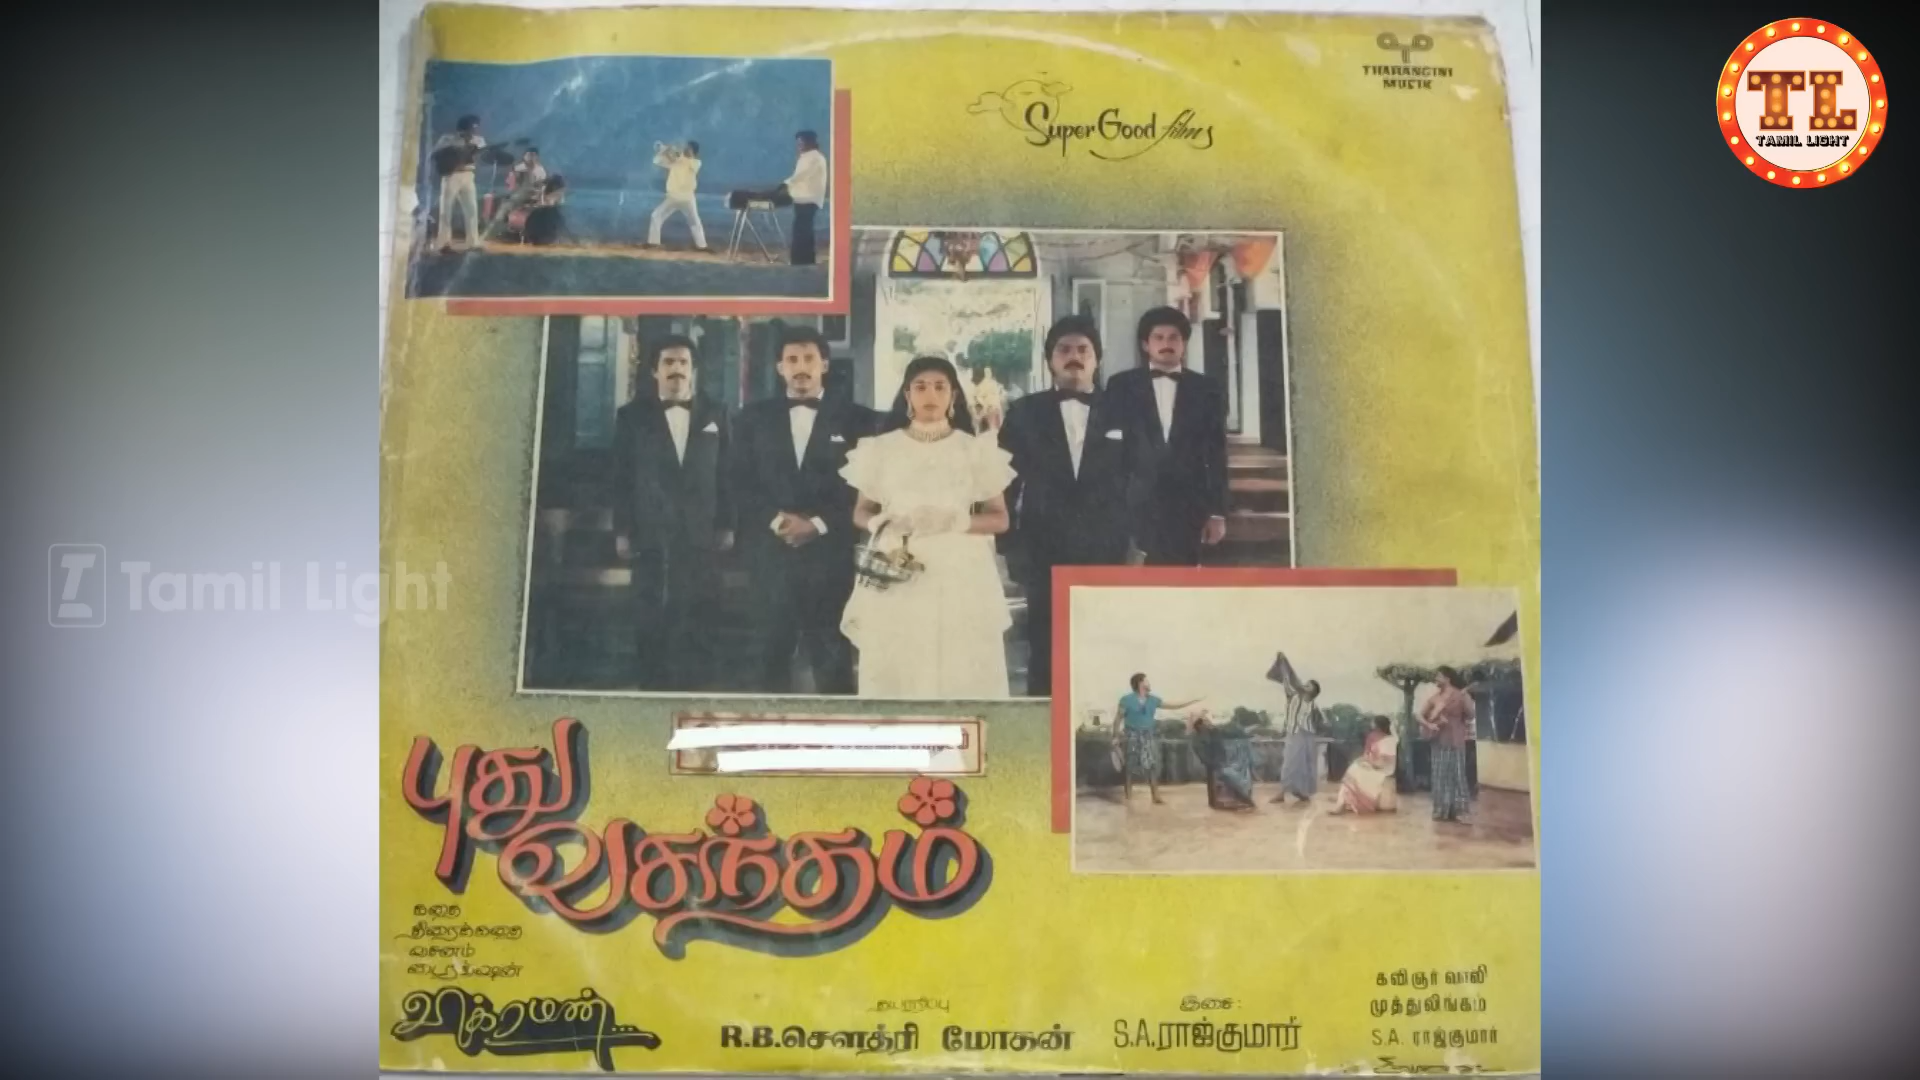 THARANGINI
MUSIK
Super Good films
TL
TAMIL LIGHT
Tamil Light
புது
வசந்தம்
கதை
திரைக்கதை
வசனம்
டைரக்ஷன்
விக்ரமன்...
தயாரிப்பு
R.B.சௌத்ரி மோகன்
இசை:
S.A.ராஜ்குமார்
கவிஞர் வாலி
முத்துலிங்கம்
S.A. ராஜ்குமார்